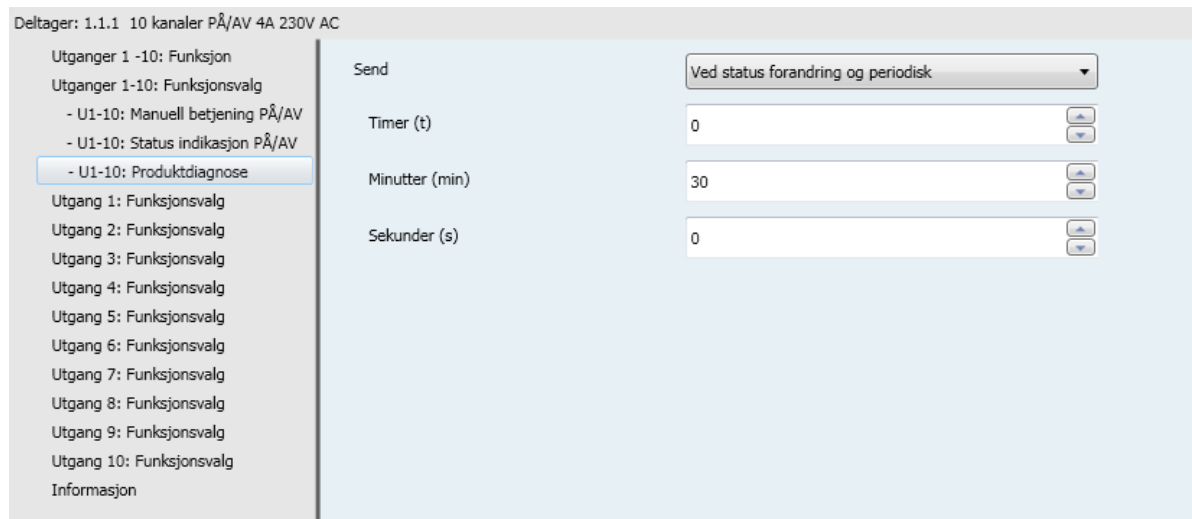 Deltager: 1.1.1 10 kanaler PÅ/AV 4A 230V AC
Utganger 1 -10: Funksjon
Utganger 1-10: Funksjonsvalg
- U1-10: Manuell betjening PÅ/AV
- U1-10: Status indikasjon PÅ/AV
- U1-10: Produktdiagnose
Utgang 1: Funksjonsvalg
Utgang 2: Funksjonsvalg
Utgang 3: Funksjonsvalg
Utgang 4: Funksjonsvalg
Utgang 5: Funksjonsvalg
Utgang 6: Funksjonsvalg
Utgang 7: Funksjonsvalg
Utgang 8: Funksjonsvalg
Utgang 9: Funksjonsvalg
Utgang 10: Funksjonsvalg
Informasjon
Send Ved status forandring og periodisk
Timer (t) 0
Minutter (min) 30
Sekunder (s) 0